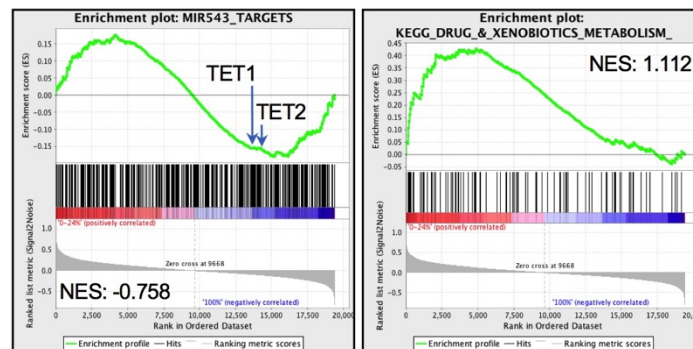 Enrichment plot: MIR543_TARGETS
Enrichment score (ES)
0.15
0.10
0.05
0.00
-0.05
-0.10
-0.15
TET1
TET2
'0~24%' (positively correlated)
Ranked list metric (Signal2Noise)
1.0
0.5
0.0
-0.5
Zero cross at 9668
NES: -0.758
'100%' (negatively correlated)
0 2,500 5,000 7,500 10,000 12,500 15,000 17,500 20,000
Rank in Ordered Dataset
Enrichment profile Hits Ranking metric scores
Enrichment plot:
KEGG_DRUG_&_XENOBIOTICS_METABOLISM_
NES: 1.112
Enrichment score (ES)
0.45
0.40
0.35
0.30
0.25
0.20
0.15
0.10
0.05
0.00
-0.05
'0~24%' (positively correlated)
Ranked list metric (Signal2Noise)
1.0
0.5
0.0
-0.5
Zero cross at 9668
'100%' (negatively correlated)
0 2,500 5,000 7,500 10,000 12,500 15,000 17,500 20,000
Rank in Ordered Dataset
Enrichment profile Hits Ranking metric scores